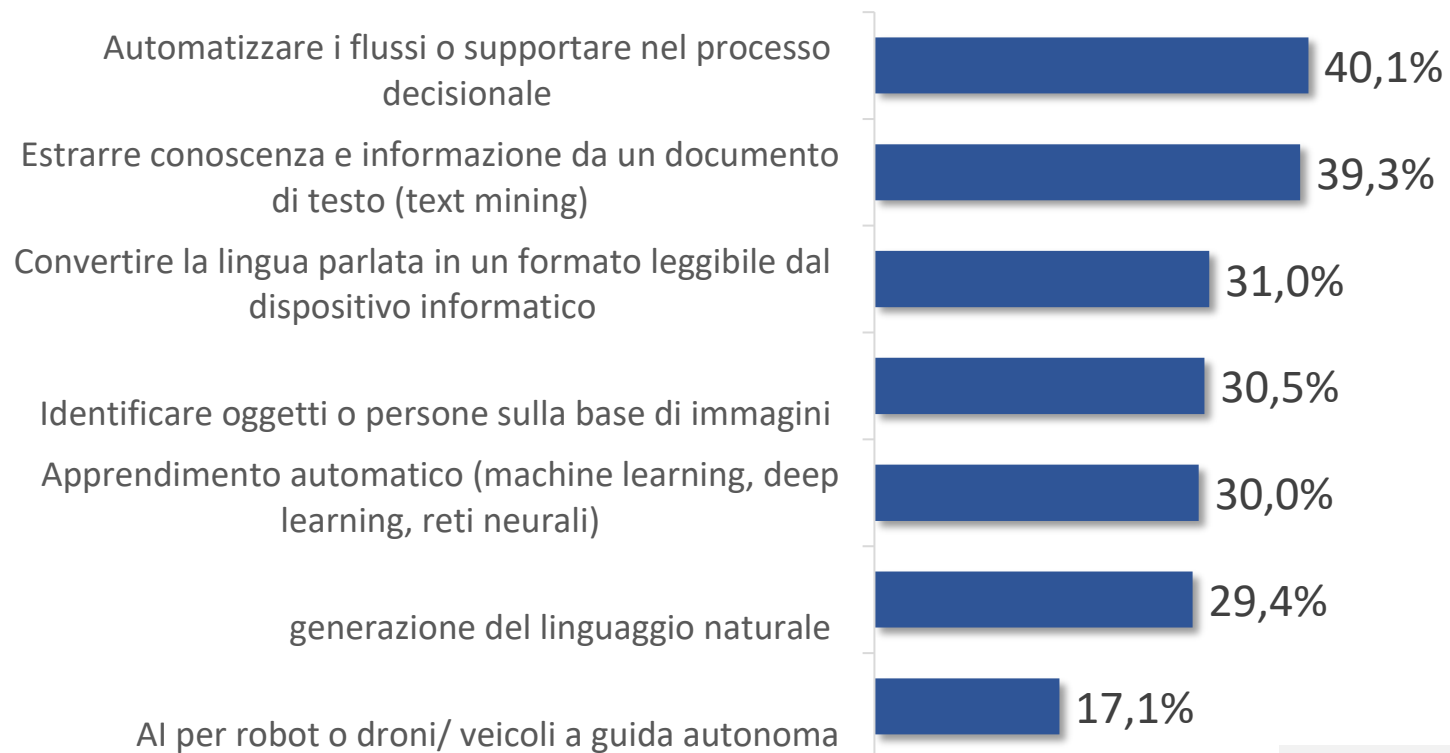 Automatizzare i flussi o supportare nel processo
decisionale
40,1%
Estrarre conoscenza e informazione da un documento
di testo (text mining)
39,3%
Convertire la lingua parlata in un formato leggibile dal
dispositivo informatico
31,0%
Identificare oggetti o persone sulla base di immagini
30,5%
Apprendimento automatico (machine learning, deep
learning, reti neurali)
30,0%
generazione del linguaggio naturale
29,4%
AI per robot o droni/ veicoli a guida autonoma
17,1%